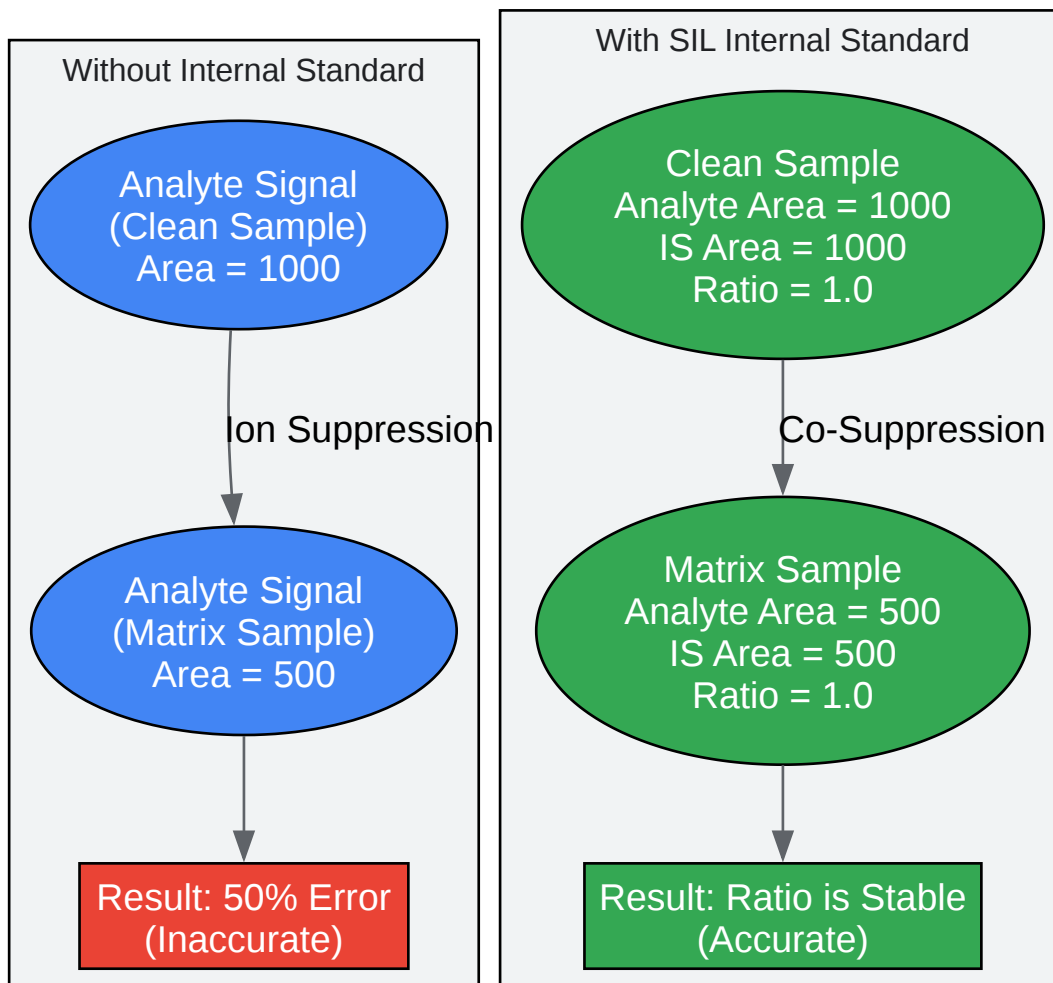 Without Internal Standard
Analyte Signal
(Clean Sample)
Area = 1000
Ion Suppression
Analyte Signal
(Matrix Sample)
Area = 500
Result: 50% Error
(Inaccurate)
With SIL Internal Standard
Clean Sample
Analyte Area = 1000
IS Area = 1000
Ratio = 1.0
Co-Suppression
Matrix Sample
Analyte Area = 500
IS Area = 500
Ratio = 1.0
Result: Ratio is Stable
(Accurate)